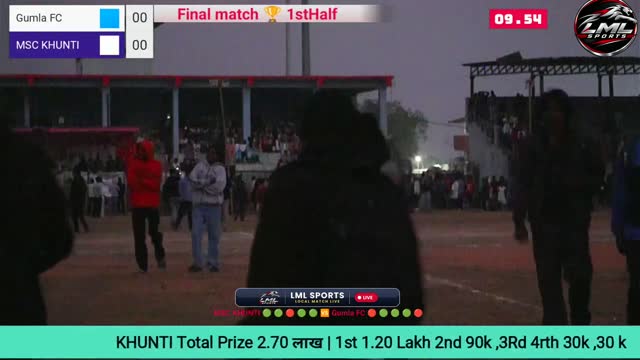 Gumla FC 00
MSC KHUNTI 00
Final match 🏆 1stHalf
09.54
LML
SPORTS
LML SPORTS
LOCAL MATCH LIVE
LIVE
MSC KHUNTI 🟢 🟢 🔴 🟢 🟢 🆚 Gumla FC 🔴 🟢 🟢 🟢 🔴
KHUNTI Total Prize 2.70 लाख | 1st 1.20 Lakh 2nd 90k ,3Rd 4rth 30k ,30 k